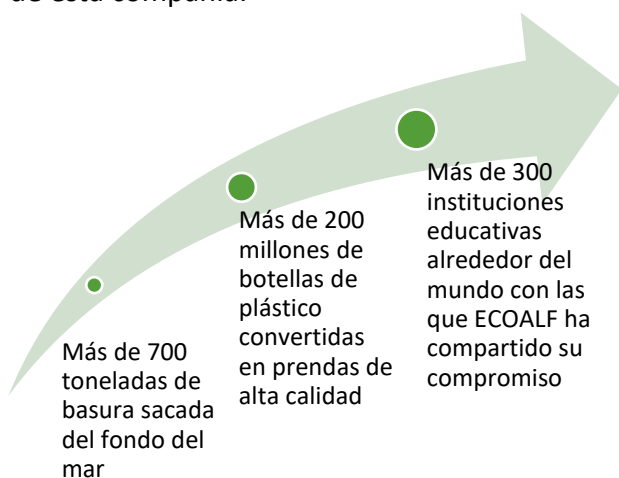 de esta compañía.
Más de 700
toneladas de
basura sacada
del fondo del
mar
Más de 200
millones de
botellas de
plástico
convertidas
en prendas de
alta calidad
Más de 300
instituciones
educativas
alrededor del
mundo con las
que ECOALF ha
compartido su
compromiso